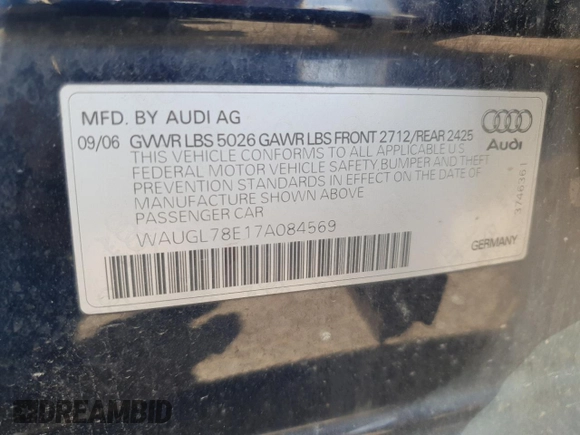 MFD. BY AUDI AG
09/06 GVWR LBS 5026 GAWR LBS FRONT 2712/REAR 2425
THIS VEHICLE CONFORMS TO ALL APPLICABLE U.S
FEDERAL MOTOR VEHICLE SAFETY BUMPER AND THEFT
PREVENTION STANDARDS IN EFFECT ON THE DATE OF
MANUFACTURE SHOWN ABOVE
PASSENGER CAR
WAUGL78E17A084569
Audi
3746361
GERMANY
DREAMBID